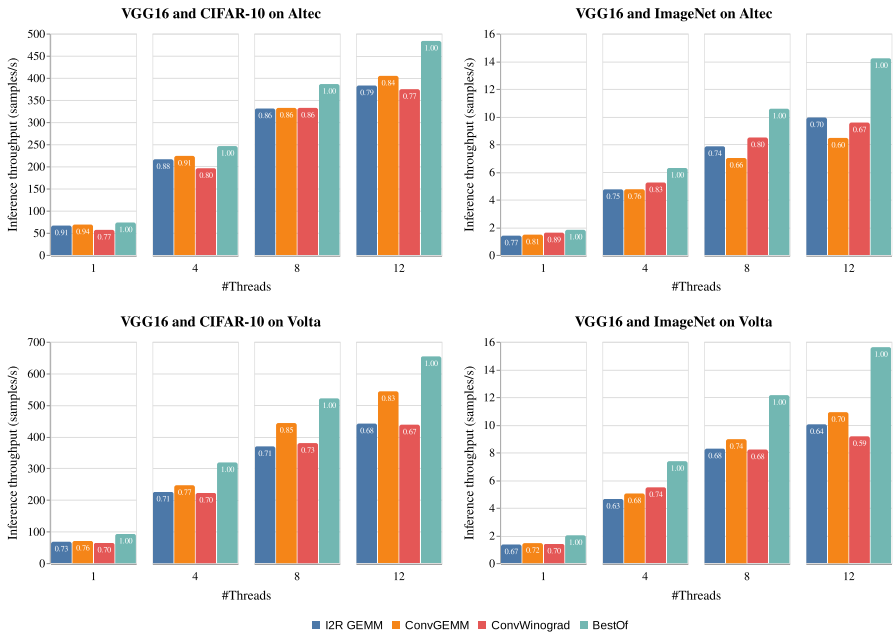 VGG16 and CIFAR-10 on Altec
Inference throughput (samples/s)
500
450
400
350
300
250
200
150
100
50
0
0.91 0.94 0.77 1.00
0.88 0.91 0.80 1.00
0.86 0.86 0.86 1.00
0.79 0.84 0.77 1.00
1 4 8 12
#Threads
VGG16 and ImageNet on Altec
Inference throughput (samples/s)
16
14
12
10
8
6
4
2
0
0.77 0.81 0.89 1.00
0.75 0.76 0.83 1.00
0.74 0.66 0.80 1.00
0.70 0.60 0.67 1.00
1 4 8 12
#Threads
VGG16 and CIFAR-10 on Volta
Inference throughput (samples/s)
700
600
500
400
300
200
100
0
0.73 0.76 0.70 1.00
0.71 0.77 0.70 1.00
0.71 0.85 0.73 1.00
0.68 0.83 0.67 1.00
1 4 8 12
#Threads
VGG16 and ImageNet on Volta
Inference throughput (samples/s)
16
14
12
10
8
6
4
2
0
0.67 0.72 0.70 1.00
0.63 0.68 0.74 1.00
0.68 0.74 0.68 1.00
0.64 0.70 0.59 1.00
1 4 8 12
#Threads
I2R GEMM ConvGEMM ConvWinograd BestOf